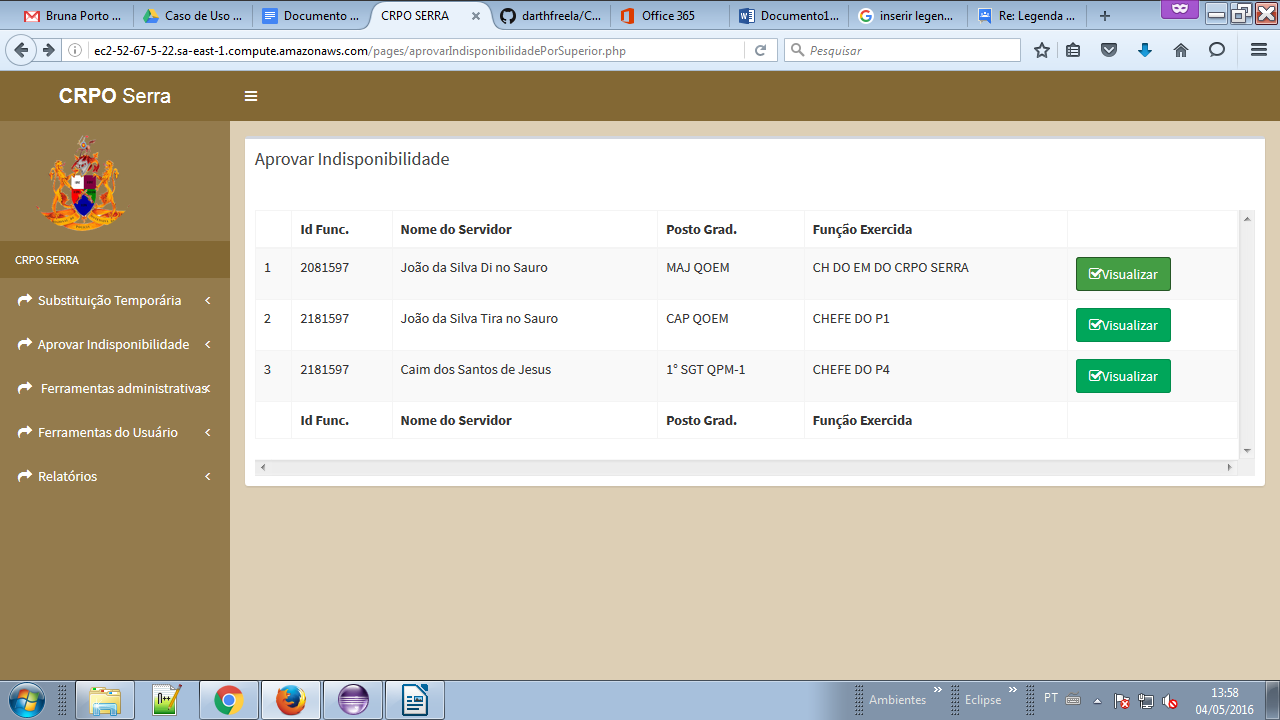 Bruna Porto ...
Caso de Uso ...
Documento ...
CRPO SERRA
darthfreela/C...
Office 365
Documento1...
inserir legen...
Re: Legenda ...
ec2-52-67-5-22.sa-east-1.compute.amazonaws.com/pages/aprovarIndisponibilidadePorSuperior.php
Pesquisar
CRPO Serra
CRPO SERRA
Substituição Temporária
Aprovar Indisponibilidade
Ferramentas administrativas
Ferramentas do Usuário
Relatórios
Aprovar Indisponibilidade
Id Func. Nome do Servidor Posto Grad. Função Exercida
1 2081597 João da Silva Di no Sauro MAJ QOEM CH DO EM DO CRPO SERRA Visualizar
2 2181597 João da Silva Tira no Sauro CAP QOEM CHEFE DO P1 Visualizar
3 2181597 Caim dos Santos de Jesus 1° SGT QPM-1 CHEFE DO P4 Visualizar
Id Func. Nome do Servidor Posto Grad. Função Exercida
Ambientes
Eclipse
PT
13:58
04/05/2016